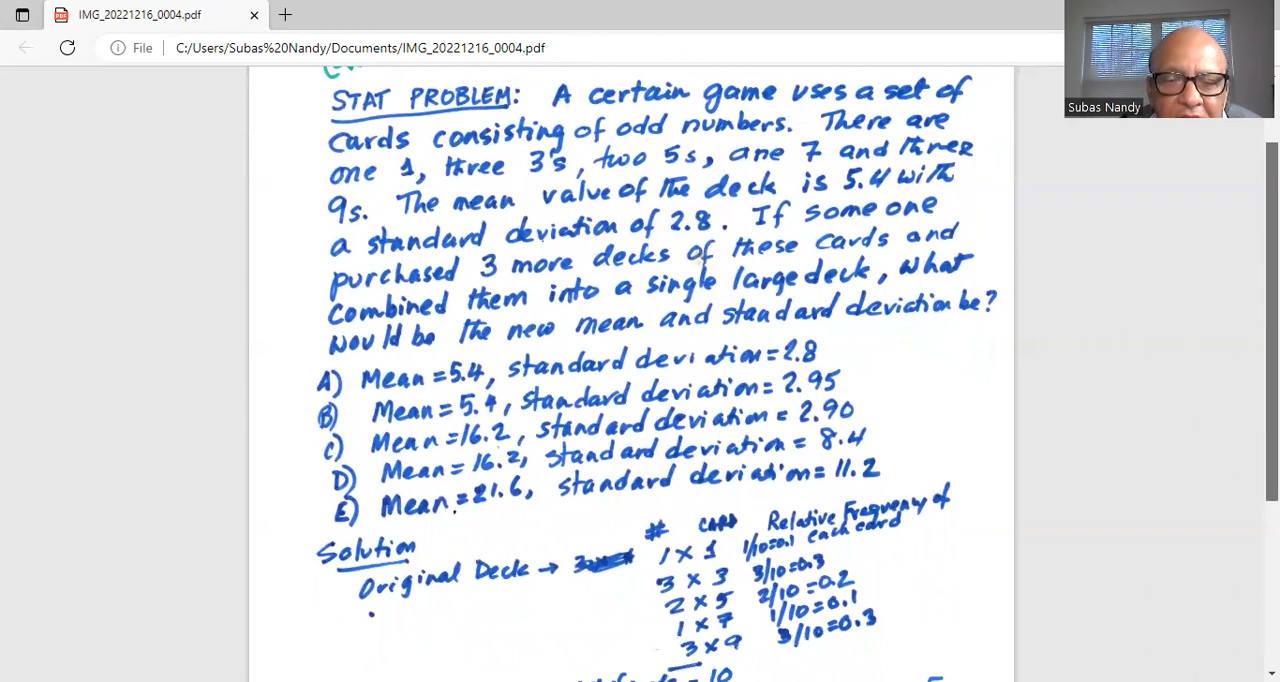 IMG_20221216_0004.pdf
File
C:/Users/Subas%20Nandy/Documents/IMG_20221216_0004.pdf
Subas Nandy
STAT PROBLEM: A certain game uses a set of
cards consisting of odd numbers. There are
one 1, three 3's, two 5s, one 7 and three
9s. The mean value of the deck is 5.4 with
a standard deviation of 2.8. If some one
purchased 3 more decks of these cards and
combined them into a single large deck, what
would be the new mean and standard deviation be?
A) Mean = 5.4, standard deviation = 2.8
B) Mean = 5.4, standard deviation = 2.95
C) Mean = 16.2, standard deviation = 2.90
D) Mean = 16.2, standard deviation = 8.4
E) Mean = 21.6, standard deviation = 11.2
Solution
Original Deck →
# CARD Relative Frequency of each card
1 x 1 1/10=0.1
3 x 3 3/10=0.3
2 x 5 2/10=0.2
1 x 7 1/10=0.1
3 x 9 3/10=0.3
= 10